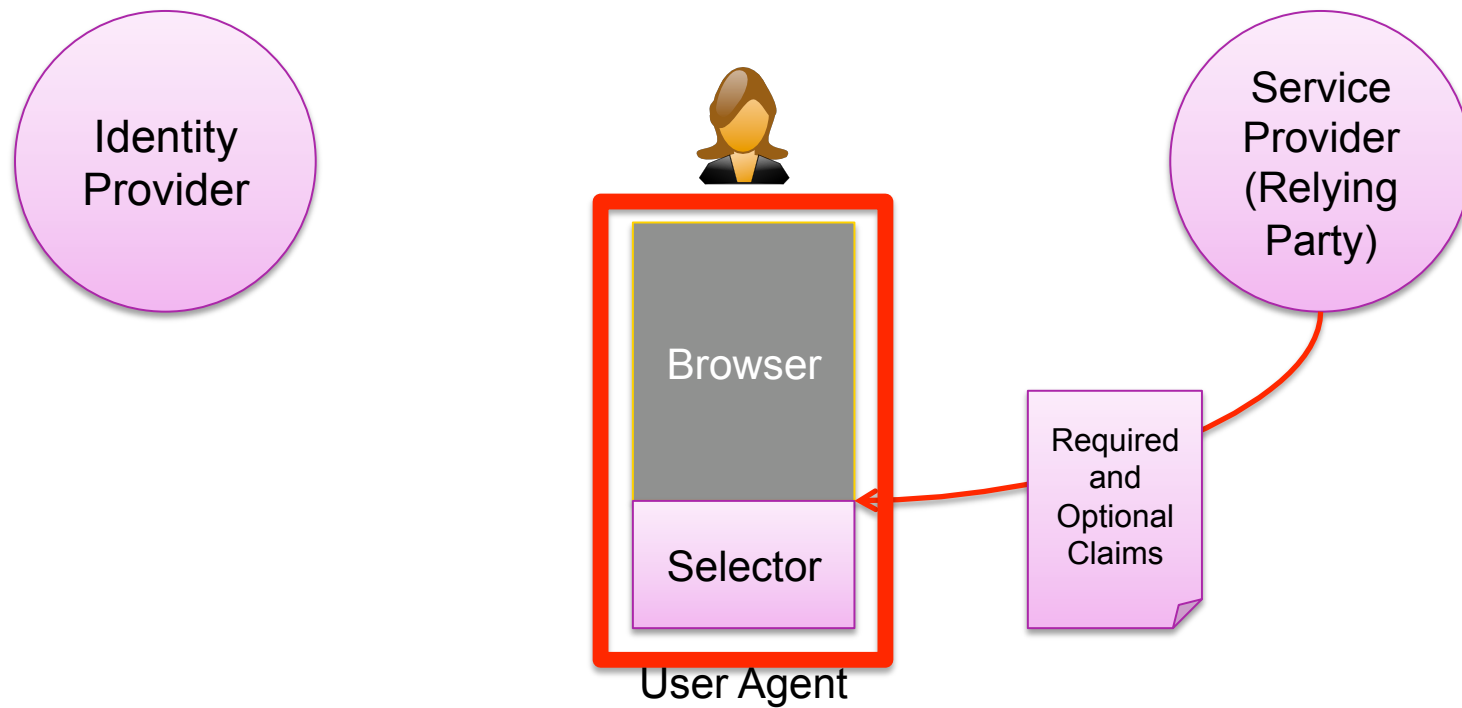 Identity
Provider
Service
Provider
(Relying
Party)
Browser
Required
and
Optional
Claims
Selector
User Agent